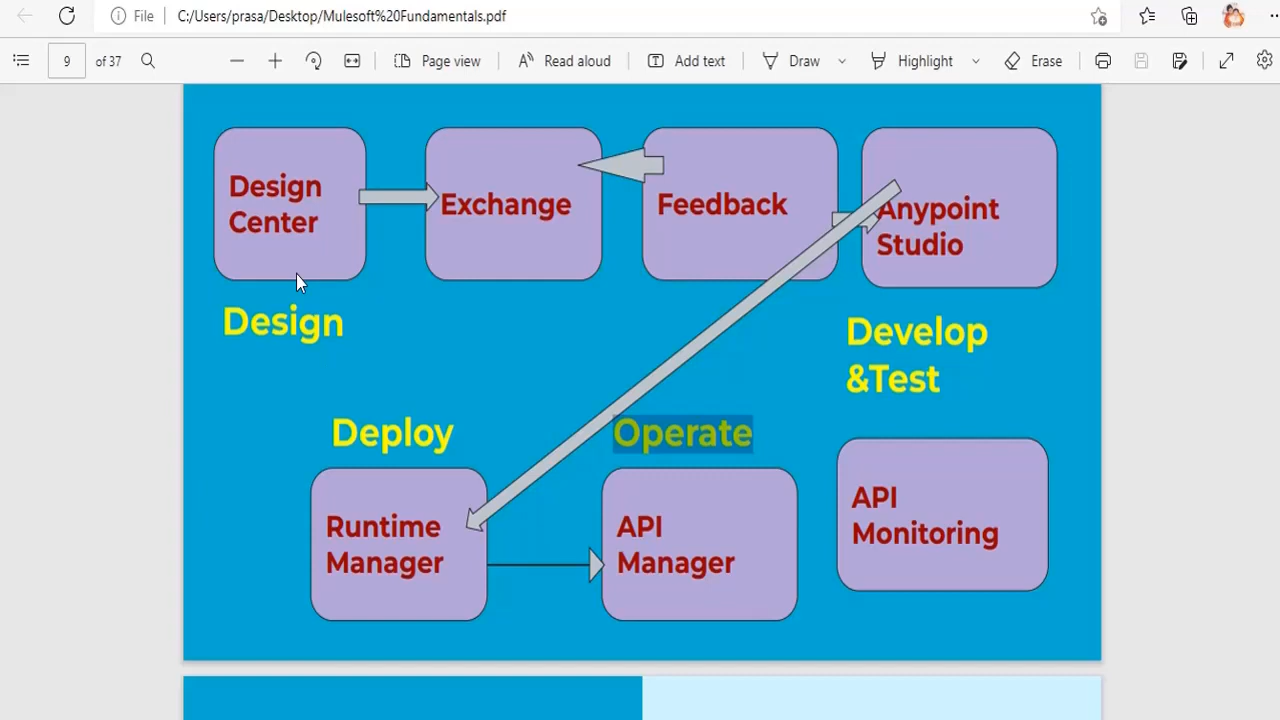 File
C:/Users/prasa/Desktop/Mulesoft%20Fundamentals.pdf
9 of 37
Page view
Read aloud
Add text
Draw
Highlight
Erase
Design
Center
Exchange
Feedback
Anypoint
Studio
Design
Develop
&Test
Deploy
Operate
Runtime
Manager
API
Manager
API
Monitoring